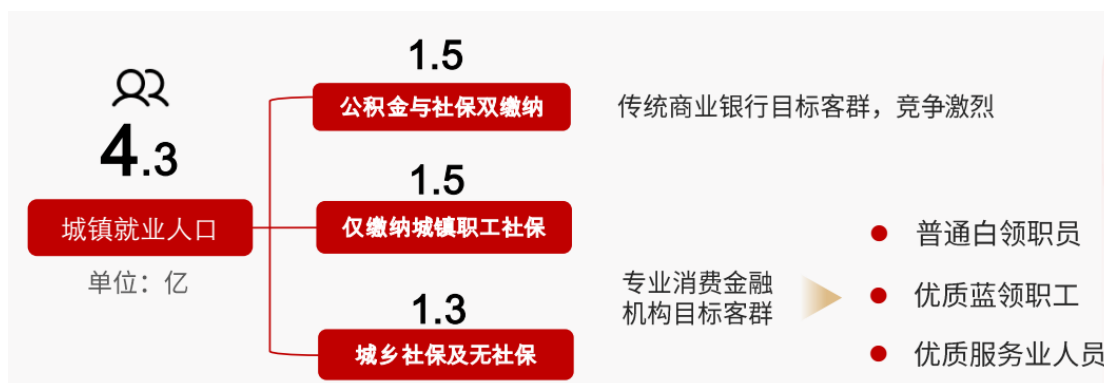 4.3
城镇就业人口
单位：亿
1.5
公积金与社保双缴纳
传统商业银行目标客群，竞争激烈
1.5
仅缴纳城镇职工社保
1.3
城乡社保及无社保
专业消费金融
机构目标客群
普通白领职员
优质蓝领职工
优质服务业人员